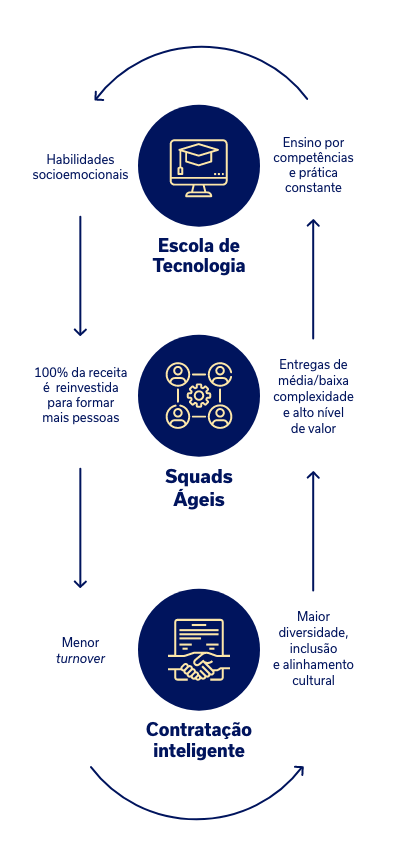 Habilidades
socioemocionais
Ensino por
competências
e prática
constante
Escola de
Tecnologia
100% da receita
é reinvestida
para formar
mais pessoas
Entregas de
média/baixa
complexidade
e alto nível
de valor
Squads
Ágeis
Menor
turnover
Maior
diversidade,
inclusão
e alinhamento
cultural
Contratação
inteligente